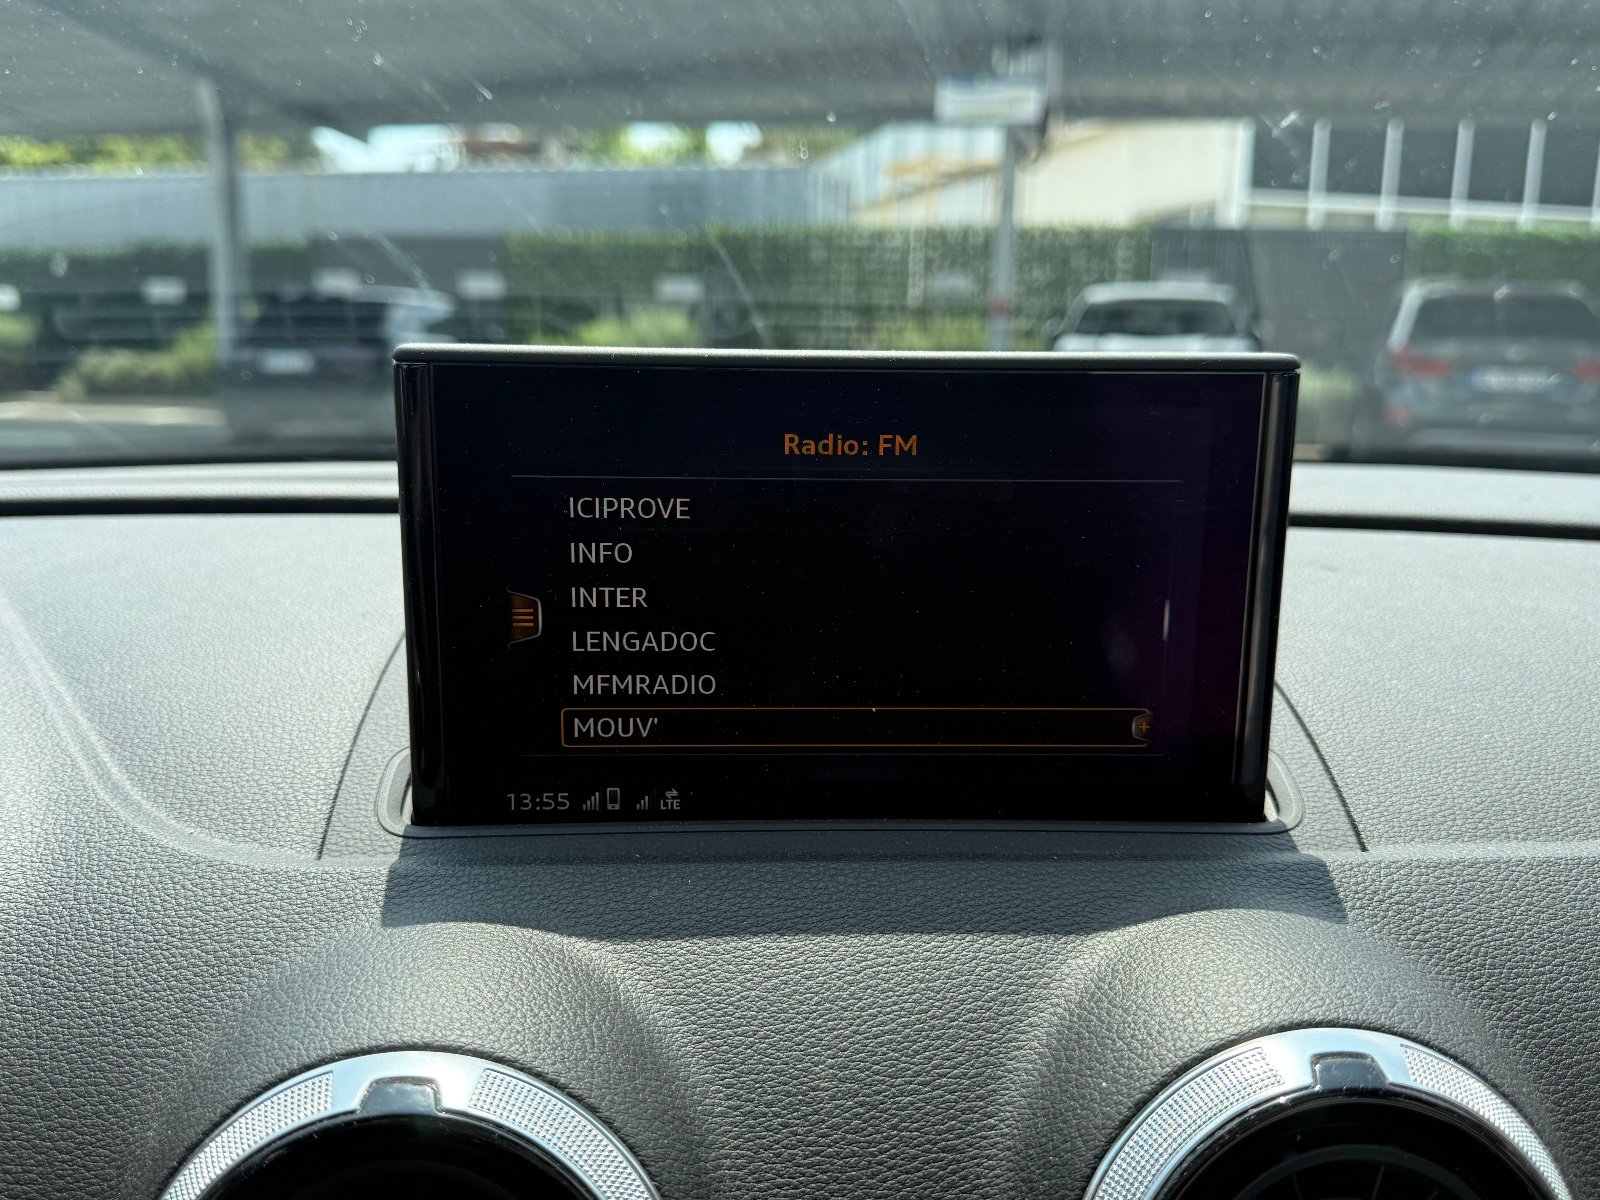 Radio: FM
ICIPROVE
INFO
INTER
LENGADOC
MFMRADIO
MOUV'
13:55 LTE